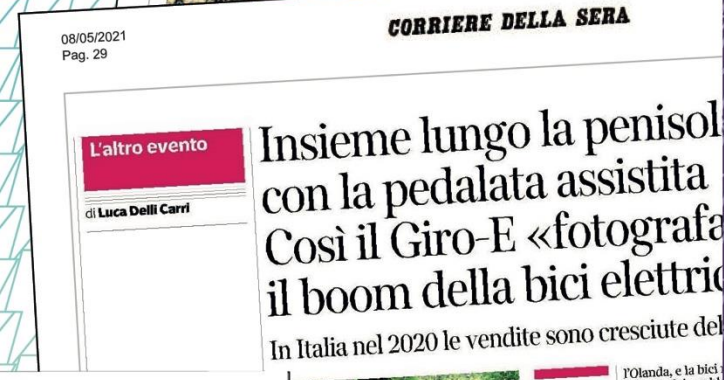 CORRIERE DELLA SERA
08/05/2021
Pag. 29
L'altro evento
di Luca Delli Carri
Insieme lungo la penisol
con la pedalata assistita
Così il Giro-E «fotografa
il boom della bici elettric
In Italia nel 2020 le vendite sono cresciute del
l'Olanda, e la bici